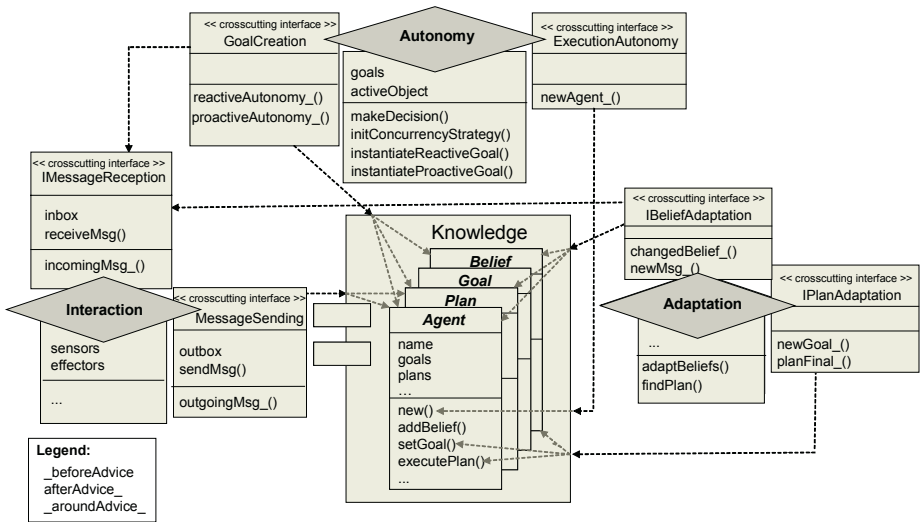 << crosscutting interface >>
GoalCreation
reactiveAutonomy_()
proactiveAutonomy_()
Autonomy
goals
activeObject
makeDecision()
initConcurrencyStrategy()
instantiateReactiveGoal()
instantiateProactiveGoal()
<< crosscutting interface >>
ExecutionAutonomy
newAgent_()
<< crosscutting interface >>
IMessageReception
inbox
receiveMsg()
incomingMsg_()
Interaction
sensors
effectors
...
<< crosscutting interface >>
MessageSending
outbox
sendMsg()
outgoingMsg_()
Knowledge
Belief
Goal
Plan
Agent
name
goals
plans
...
new()
addBelief()
setGoal()
executePlan()
...
<< crosscutting interface >>
IBeliefAdaptation
changedBelief_()
newMsg_()
Adaptation
...
adaptBeliefs()
findPlan()
<< crosscutting interface >>
IPlanAdaptation
newGoal_()
planFinal_()
Legend:
_beforeAdvice
afterAdvice_
_aroundAdvice_